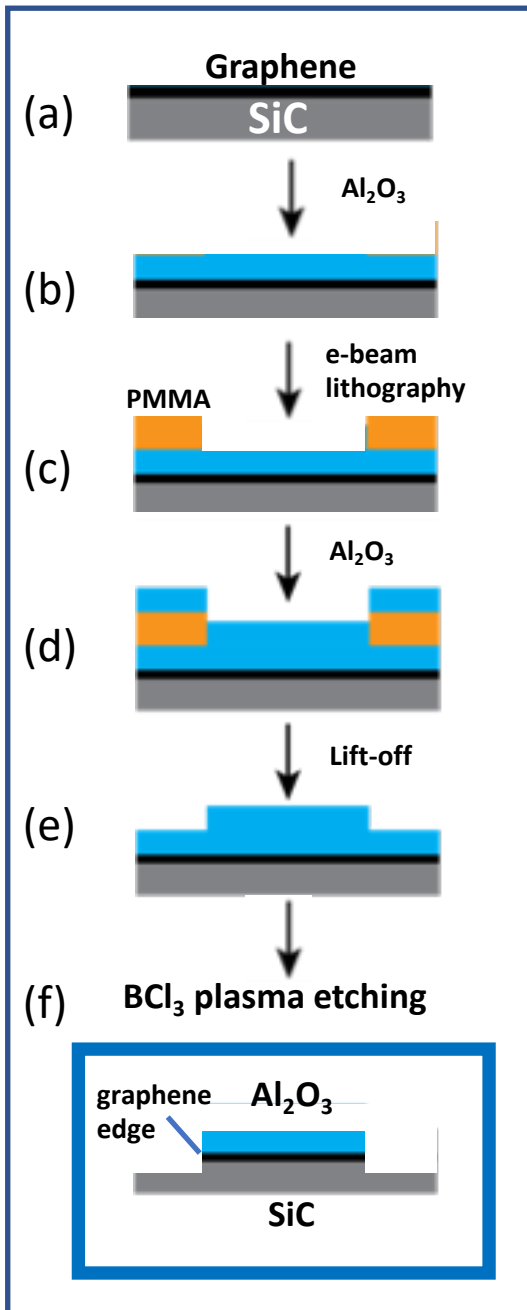 Graphene
(a)
SiC
Al₂O₃
(b)
e-beam
lithography
PMMA
(c)
Al₂O₃
(d)
Lift-off
(e)
(f) BCl₃ plasma etching
Al₂O₃
graphene
edge
SiC